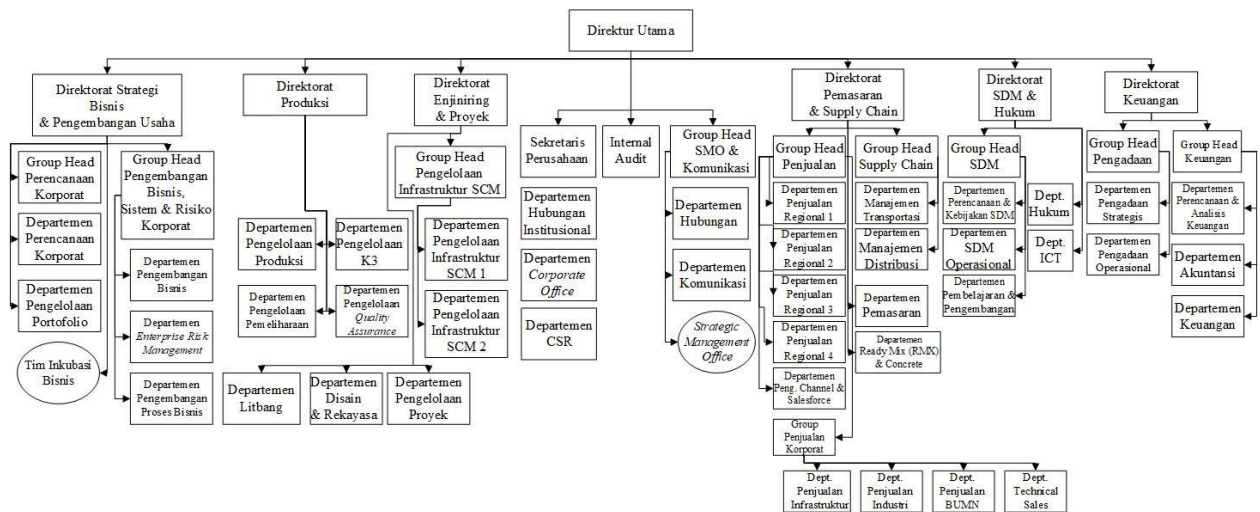 Direktur Utama
Direktorat Strategi
Bisnis
& Pengembangan Usaha
Direktorat
Produksi
Direktorat
Enjiniring
& Proyek
Direktorat
Pemasaran
& Supply Chain
Direktorat
SDM &
Hukum
Direktorat
Keuangan
Sekretaris
Perusahaan
Internal
Audit
Group Head
SMO &
Komunikasi
Group Head
Perencanaan
Korporat
Group Head
Pengembangan
Bisnis,
Sistem & Risiko
Korporat
Departemen
Perencanaan
Korporat
Departemen
Pengembangan
Bisnis
Departemen
Pengelolaan
Portofolio
Departemen
Enterprise Risk
Management
Tim Inkubasi
Bisnis
Departemen
Pengembangan
Proses Bisnis
Departemen
Pengelolaan
Produksi
Departemen
Pengelolaan
K3
Departemen
Pengelolaan
Pemeliharaan
Departemen
Pengelolaan
Quality
Assurance
Group Head
Pengelolaan
Infrastruktur SCM
Departemen
Pengelolaan
Infrastruktur
SCM 1
Departemen
Pengelolaan
Infrastruktur
SCM 2
Departemen
Litbang
Departemen
Disain
& Rekayasa
Departemen
Pengelolaan
Proyek
Departemen
Hubungan
Institusional
Departemen
Corporate
Office
Departemen
CSR
Departemen
Hubungan
Departemen
Komunikasi
Strategic
Management
Office
Group Head
Penjualan
Group Head
Supply Chain
Departemen
Penjualan
Regional 1
Departemen
Manajemen
Transportasi
Departemen
Penjualan
Regional 2
Departemen
Manajemen
Distribusi
Departemen
Penjualan
Regional 3
Departemen
Pemasaran
Departemen
Penjualan
Regional 4
Departemen
Ready Mix (RMX)
& Concrete
Departemen
Peng. Channel &
Salesforce
Group
Penjualan
Korporat
Dept.
Penjualan
Infrastruktur
Dept.
Penjualan
Industri
Dept.
Penjualan
BUMN
Dept.
Technical
Sales
Group Head
SDM
Departemen
Perencanaan &
Kebijakan SDM
Departemen
SDM
Operasional
Departemen
Pembelajaran &
Pengembangan
Dept.
Hukum
Dept.
ICT
Group Head
Pengadaan
Group Head
Keuangan
Departemen
Pengadaan
Strategis
Departemen
Perencanaan &
Analisis
Keuangan
Departemen
Pengadaan
Operasional
Departemen
Akuntansi
Departemen
Keuangan